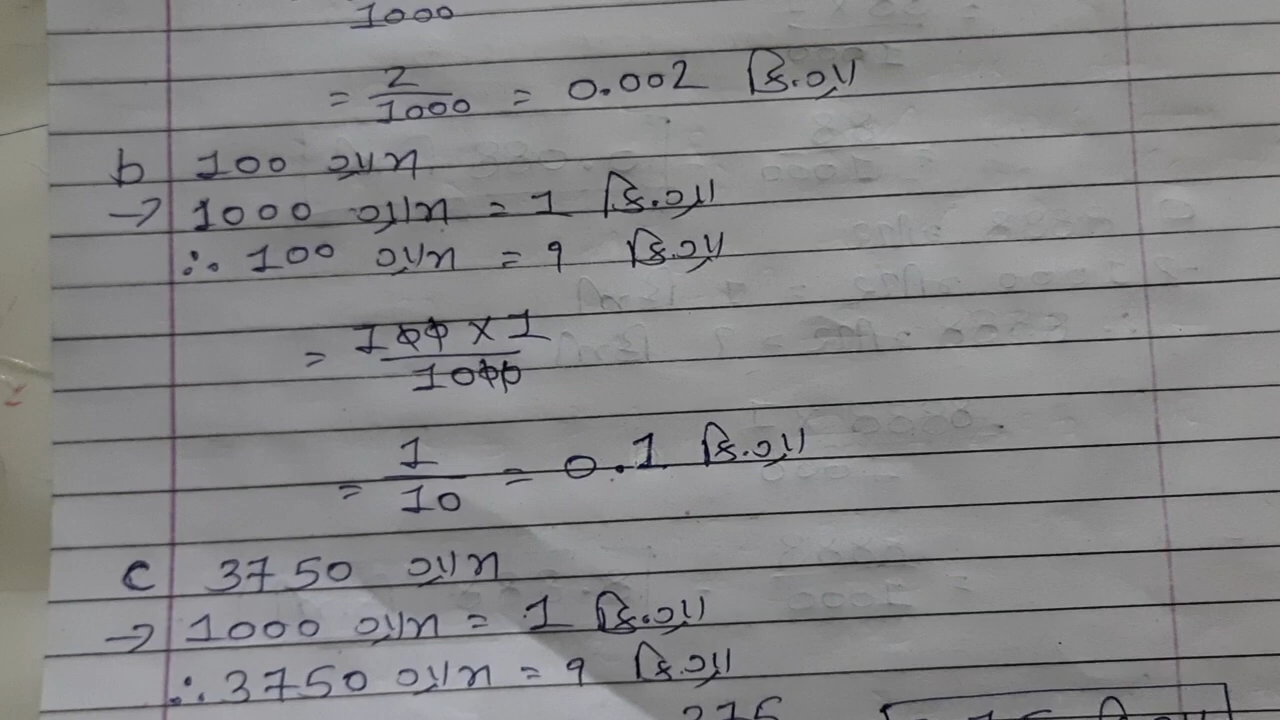 1000
= 2/1000 = 0.002 કિ.ગ્રા
b 100 ગ્રામ
→ 1000 ગ્રામ = 1 કિ.ગ્રા
∴ 100 ગ્રામ = ? કિ.ગ્રા
= 100 x 1 / 1000
= 1/10 = 0.1 કિ.ગ્રા
c 3750 ગ્રામ
→ 1000 ગ્રામ = 1 કિ.ગ્રા
∴ 3750 ગ્રામ = ? કિ.ગ્રા